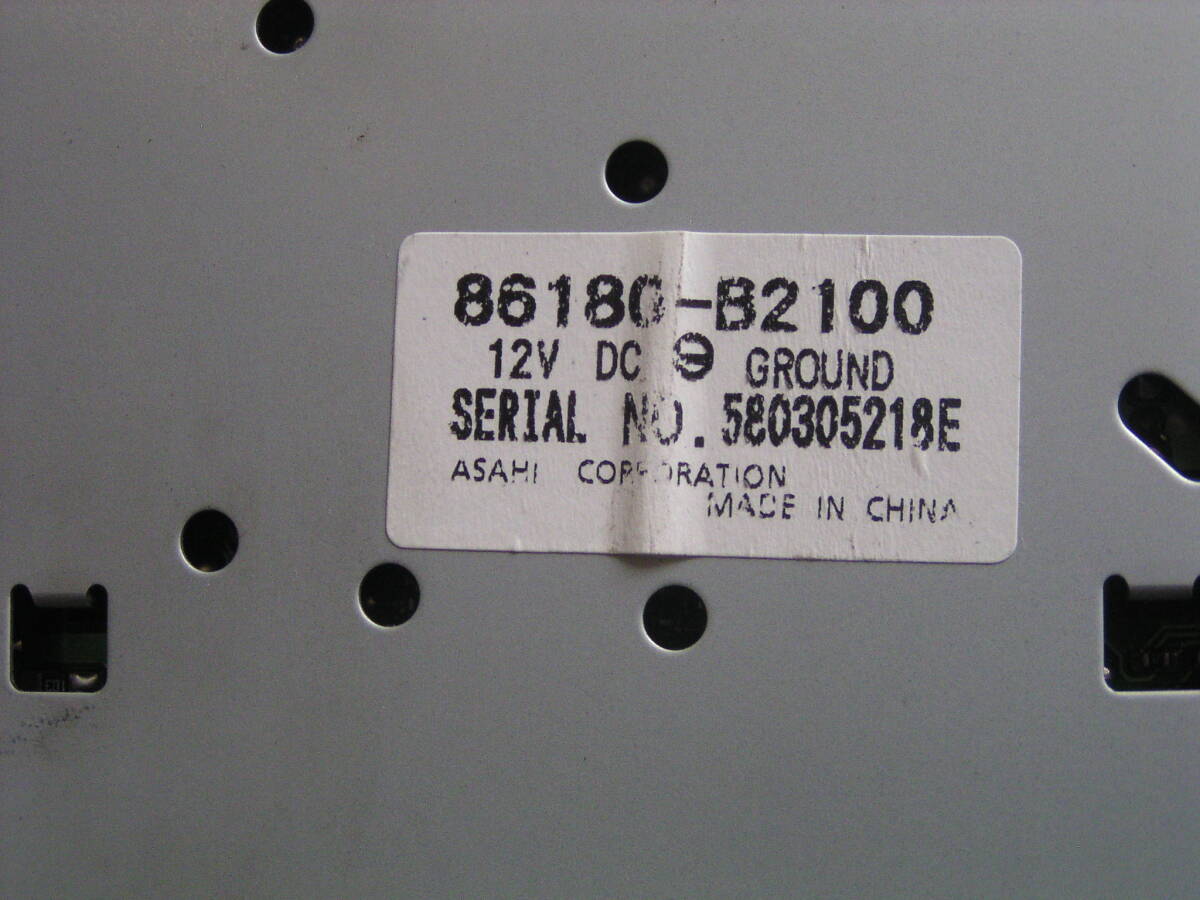 86180-B2100
12V DC ⊖ GROUND
SERIAL NO. 580305218E
ASAHI CORPORATION
MADE IN CHINA